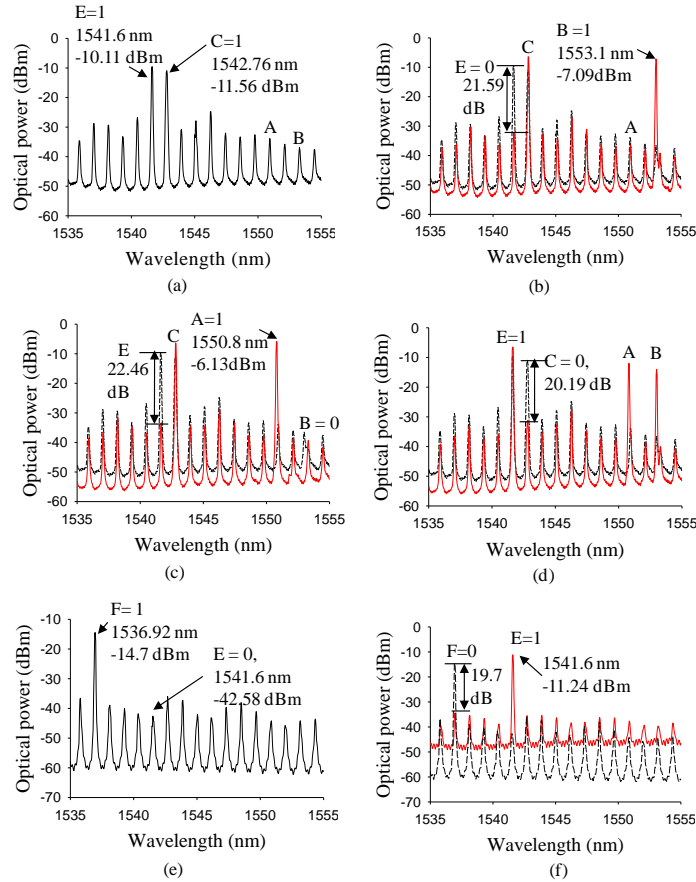 E=1
1541.6 nm
-10.11 dBm
C=1
1542.76 nm
-11.56 dBm
A
B
Optical power (dBm)
0
-10
-20
-30
-40
-50
-60
1535
1540
1545
1550
1555
Wavelength (nm)
(a)
B =1
1553.1 nm
-7.09dBm
C
E = 0
21.59
dB
A
Optical power (dBm)
0
-10
-20
-30
-40
-50
-60
1535
1540
1545
1550
1555
Wavelength (nm)
(b)
A=1
1550.8 nm
-6.13dBm
C
E
22.46
dB
B = 0
Optical power (dBm)
0
-10
-20
-30
-40
-50
-60
1535
1540
1545
1550
1555
Wavelength (nm)
(c)
E=1
C = 0,
20.19 dB
A
B
Optical power (dBm)
0
-10
-20
-30
-40
-50
-60
1535
1540
1545
1550
1555
Wavelength (nm)
(d)
F= 1
1536.92 nm
-14.7 dBm
E = 0,
1541.6 nm
-42.58 dBm
Optical power (dBm)
-10
-20
-30
-40
-50
-60
-70
1535
1540
1545
1550
1555
Wavelength (nm)
(e)
F=0
19.7
dB
E=1
1541.6 nm
-11.24 dBm
Optical power (dBm)
0
-10
-20
-30
-40
-50
-60
-70
1535
1540
1545
1550
1555
Wavelength (nm)
(f)